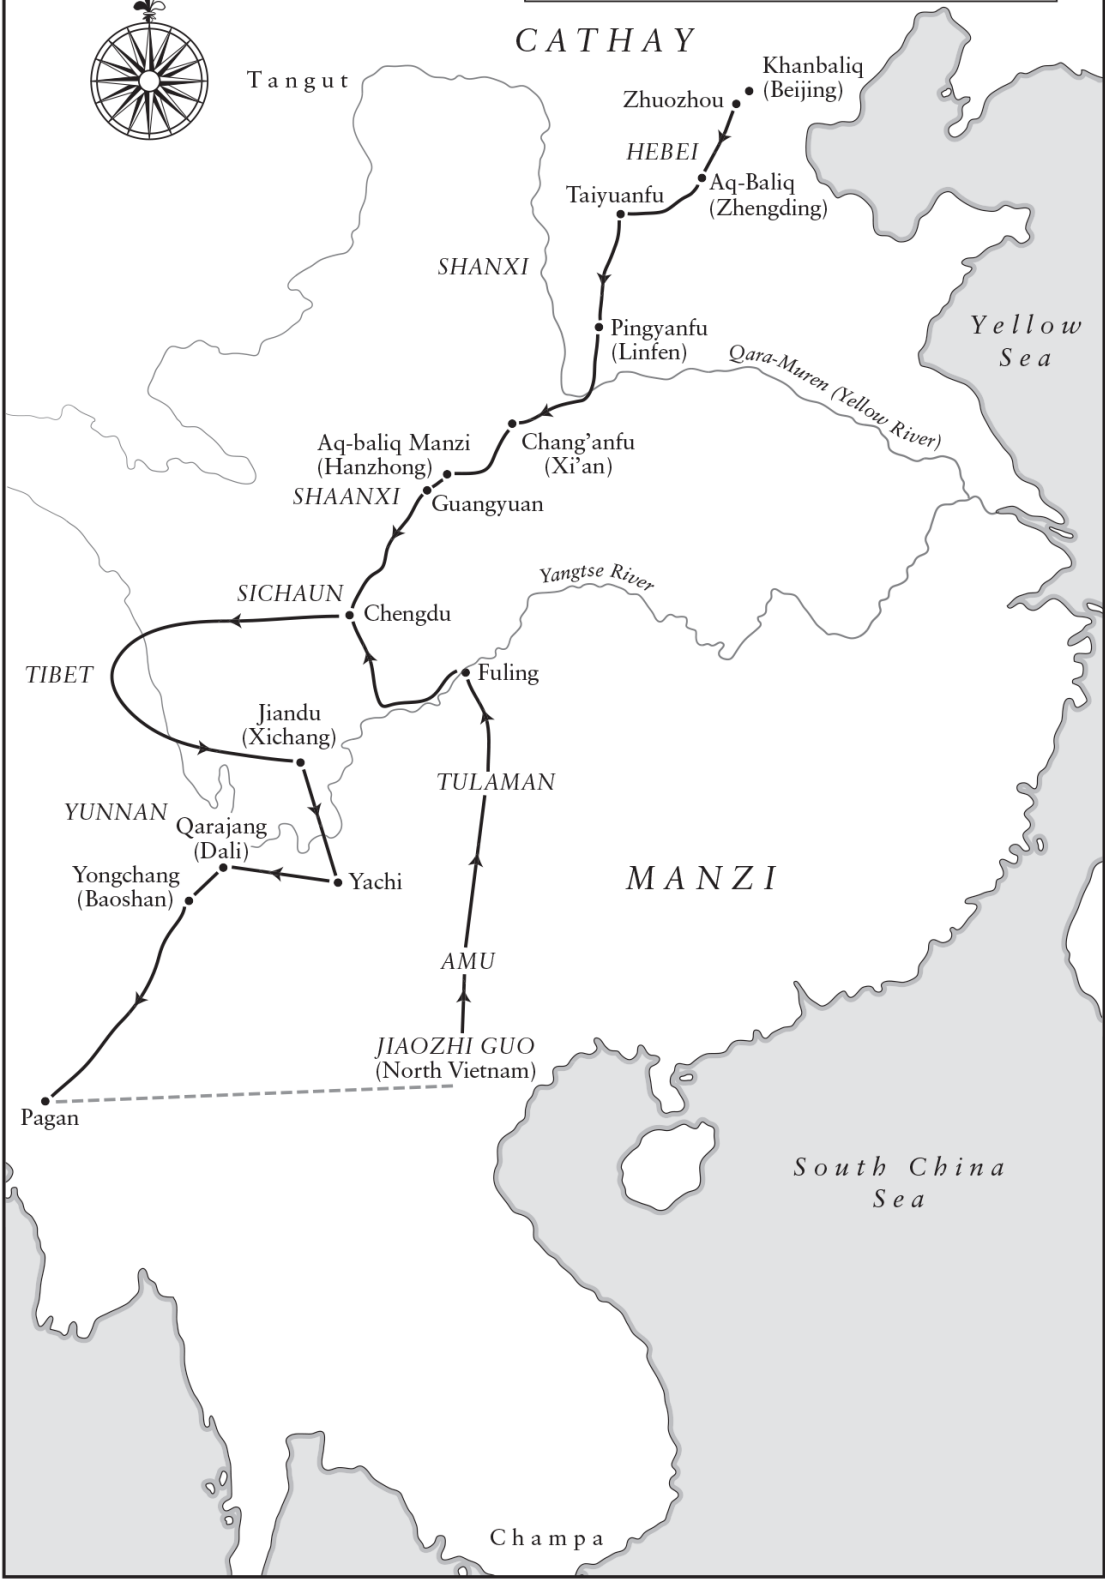 CATHAY
Tangut
Khanbaliq
(Beijing)
Zhuozhou
HEBEI
Aq-Baliq
(Zhengding)
Taiyuanfu
SHANXI
Pingyanfu
(Linfen)
Yellow
Sea
Qara-Muren (Yellow River)
Aq-baliq Manzi
(Hanzhong)
Chang'anfu
(Xi'an)
SHAANXI
Guangyuan
Yangtse River
SICHAUN
Chengdu
TIBET
Fuling
Jiandu
(Xichang)
TULAMAN
YUNNAN
Qarajang
(Dali)
Yongchang
(Baoshan)
Yachi
MANZI
AMU
JIAOZHI GUO
(North Vietnam)
Pagan
South China
Sea
Champa